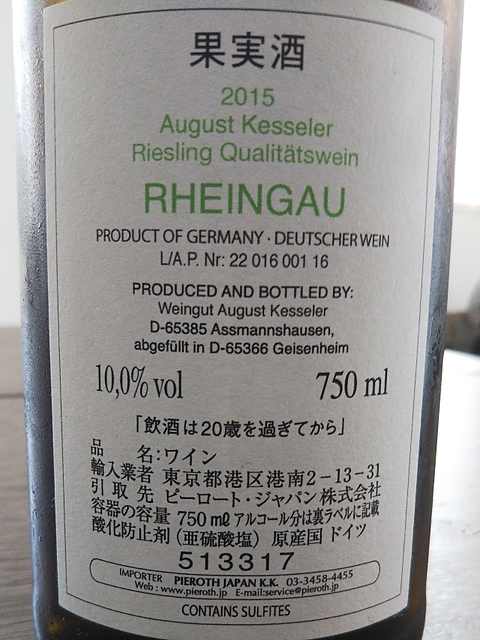 果実酒
2015
August Kesseler
Riesling Qualitätswein
RHEINGAU
PRODUCT OF GERMANY · DEUTSCHER WEIN
L/A.P. Nr: 22 016 001 16
PRODUCED AND BOTTLED BY:
Weingut August Kesseler
D-65385 Assmannshausen,
abgefüllt in D-65366 Geisenheim
10,0% vol 750 ml
「飲酒は20歳を過ぎてから」
品 名:ワイン
輸入業者 東京都港区港南2-13-31
引取先 ピーロート・ジャパン株式会社
容器の容量 750mℓ アルコール分は裏ラベルに記載
酸化防止剤(亜硫酸塩) 原産国 ドイツ
513317
IMPORTER PIEROTH JAPAN K.K. 03-3458-4455
Web : www.pieroth.jp E-mail:service@pieroth.jp
CONTAINS SULFITES